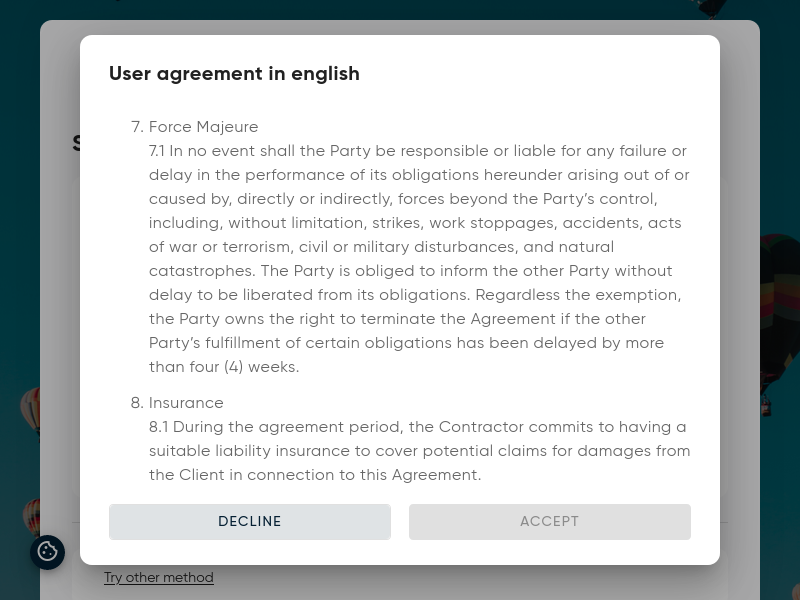 User agreement in english
7. Force Majeure
7.1 In no event shall the Party be responsible or liable for any failure or
delay in the performance of its obligations hereunder arising out of or
caused by, directly or indirectly, forces beyond the Party’s control,
including, without limitation, strikes, work stoppages, accidents, acts
of war or terrorism, civil or military disturbances, and natural
catastrophes. The Party is obliged to inform the other Party without
delay to be liberated from its obligations. Regardless the exemption,
the Party owns the right to terminate the Agreement if the other
Party’s fulfillment of certain obligations has been delayed by more
than four (4) weeks.
8. Insurance
8.1 During the agreement period, the Contractor commits to having a
suitable liability insurance to cover potential claims for damages from
the Client in connection to this Agreement.
DECLINE ACCEPT
Try other method